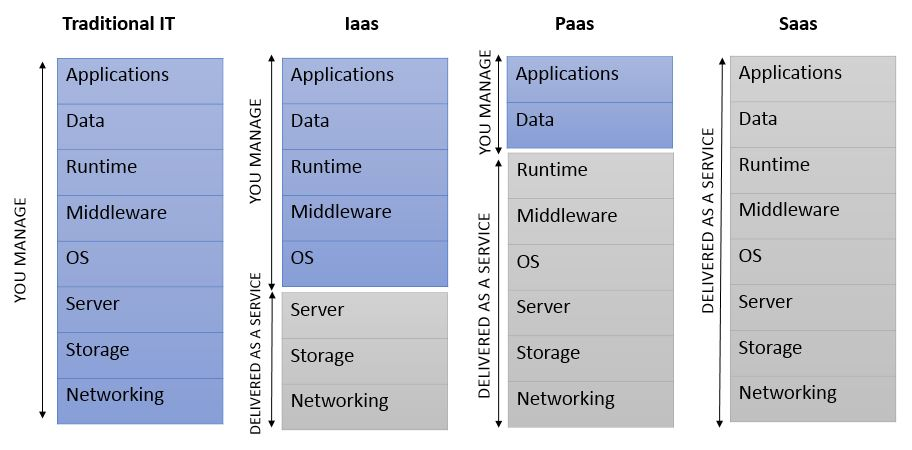 Traditional IT
YOU MANAGE
Applications
Data
Runtime
Middleware
OS
Server
Storage
Networking
Iaas
YOU MANAGE
Applications
Data
Runtime
Middleware
OS
DELIVERED AS A SERVICE
Server
Storage
Networking
Paas
YOU MANAGE
Applications
Data
DELIVERED AS A SERVICE
Runtime
Middleware
OS
Server
Storage
Networking
Saas
DELIVERED AS A SERVICE
Applications
Data
Runtime
Middleware
OS
Server
Storage
Networking